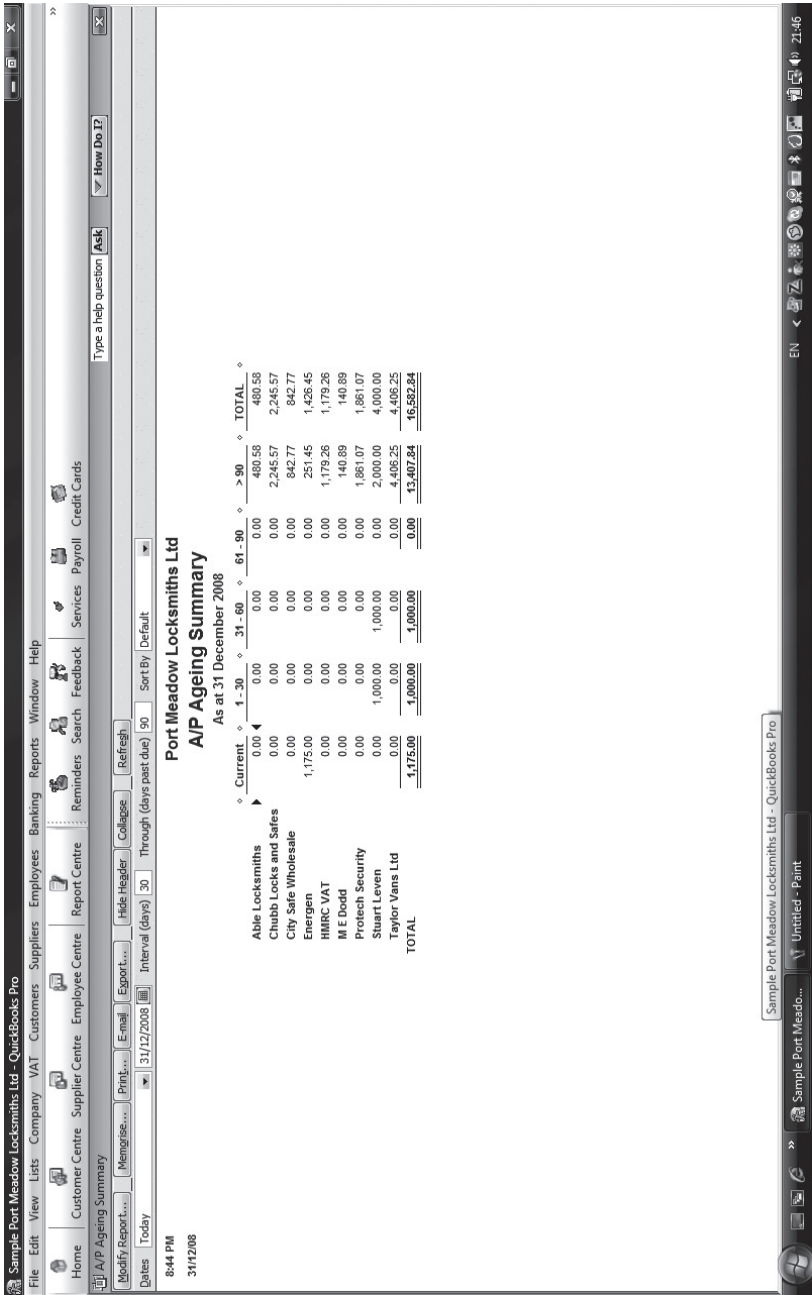 Sample Port Meadow Locksmiths Ltd - QuickBooks Pro
File Edit View Lists Company VAT Customers Suppliers Employees Banking Reports Window Help
Home Customer Centre Supplier Centre Employee Centre Report Centre Reminders Search Feedback Services Payroll Credit Cards »
A/P Ageing Summary Type a help question Ask How Do I?
Modify Report... Memorise... Print... E-mail Export... Hide Header Collapse Refresh
Dates Today 31/12/2008 Interval (days) 30 Through (days past due) 90 Sort By Default
8:44 PM
31/12/08
Port Meadow Locksmiths Ltd
A/P Ageing Summary
As at 31 December 2008
Current 1 - 30 31 - 60 61 - 90 > 90 TOTAL
Able Locksmiths 0.00 0.00 0.00 0.00 480.58 480.58
Chubb Locks and Safes 0.00 0.00 0.00 0.00 2,245.57 2,245.57
City Safe Wholesale 0.00 0.00 0.00 0.00 842.77 842.77
Energen 1,175.00 0.00 0.00 0.00 251.45 1,426.45
HMRC VAT 0.00 0.00 0.00 0.00 1,179.26 1,179.26
M E Dodd 0.00 0.00 0.00 0.00 140.89 140.89
Protech Security 0.00 0.00 0.00 0.00 1,861.07 1,861.07
Stuart Leven 0.00 1,000.00 1,000.00 0.00 2,000.00 4,000.00
Taylor Vans Ltd 0.00 0.00 0.00 0.00 4,406.25 4,406.25
TOTAL 1,175.00 1,000.00 1,000.00 0.00 13,407.84 16,582.84
Sample Port Meadow Locksmiths Ltd - QuickBooks Pro
» Sample Port Meado... Untitled - Paint EN 21:46